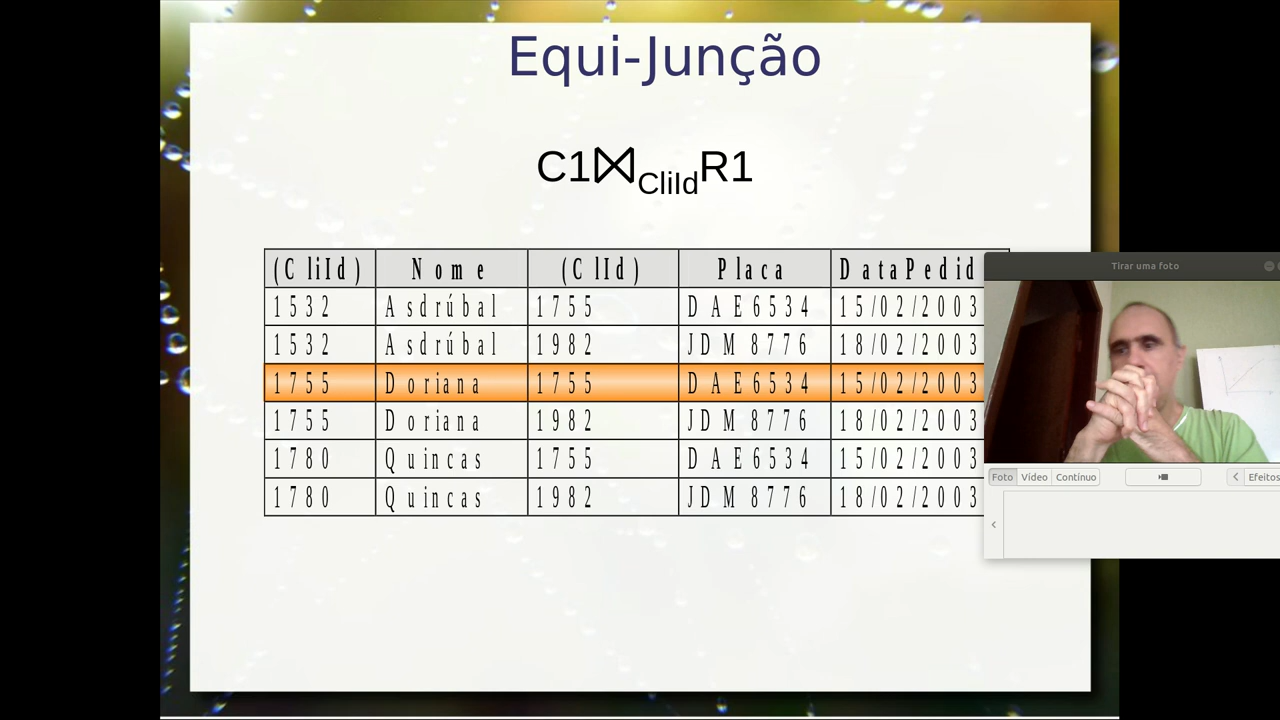 Equi-Junção
C1⋈CliIdR1
(CliId) Nome (ClId) Placa DataPedid
1532 Asdrúbal 1755 DAE6534 15/02/2003
1532 Asdrúbal 1982 JDM8776 18/02/2003
1755 Doriana 1755 DAE6534 15/02/2003
1755 Doriana 1982 JDM8776 18/02/2003
1780 Quincas 1755 DAE6534 15/02/2003
1780 Quincas 1982 JDM8776 18/02/2003
Tirar uma foto
Foto Vídeo Contínuo Efeitos